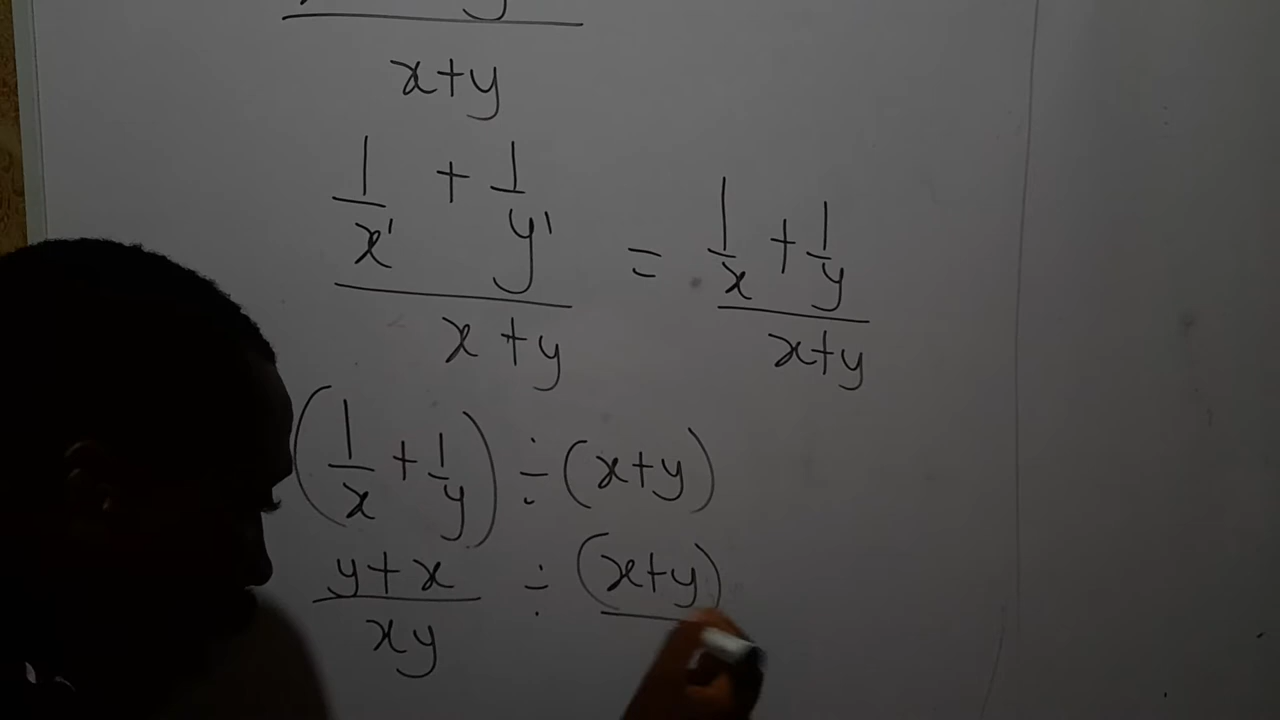 x+y
1/x' + 1/y' / x+y = 1/x + 1/y / x+y
(1/x + 1/y) ÷ (x+y)
y+x / xy ÷ (x+y)